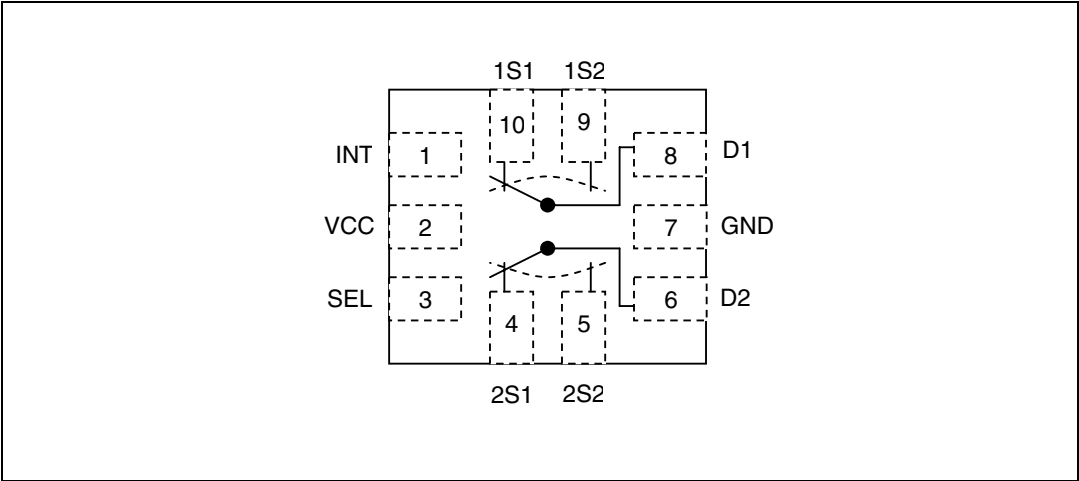 1S1 1S2
10 9
INT 1 8 D1
VCC 2 7 GND
SEL 3 6 D2
4 5
2S1 2S2